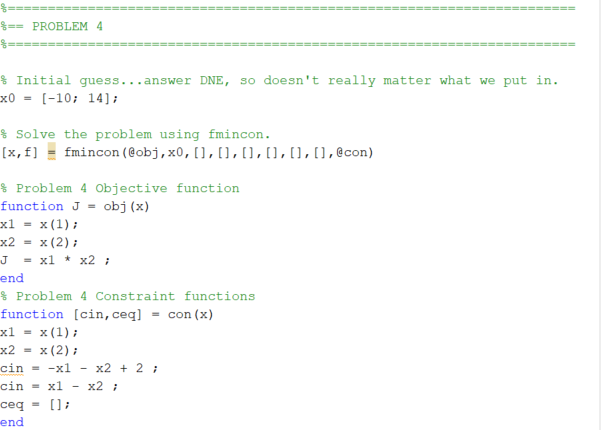 %=======================================================================
%== PROBLEM 4
%=======================================================================
% Initial guess...answer DNE, so doesn't really matter what we put in.
x0 = [-10; 14];
% Solve the problem using fmincon.
[x,f] = fmincon(@obj,x0,[],[],[],[],[],[],@con)
% Problem 4 Objective function
function J = obj(x)
x1 = x(1);
x2 = x(2);
J  = x1 * x2 ;
end
% Problem 4 Constraint functions
function [cin,ceq] = con(x)
x1 = x(1);
x2 = x(2);
cin = -x1 - x2 + 2 ;
cin = x1 - x2 ;
ceq = [];
end